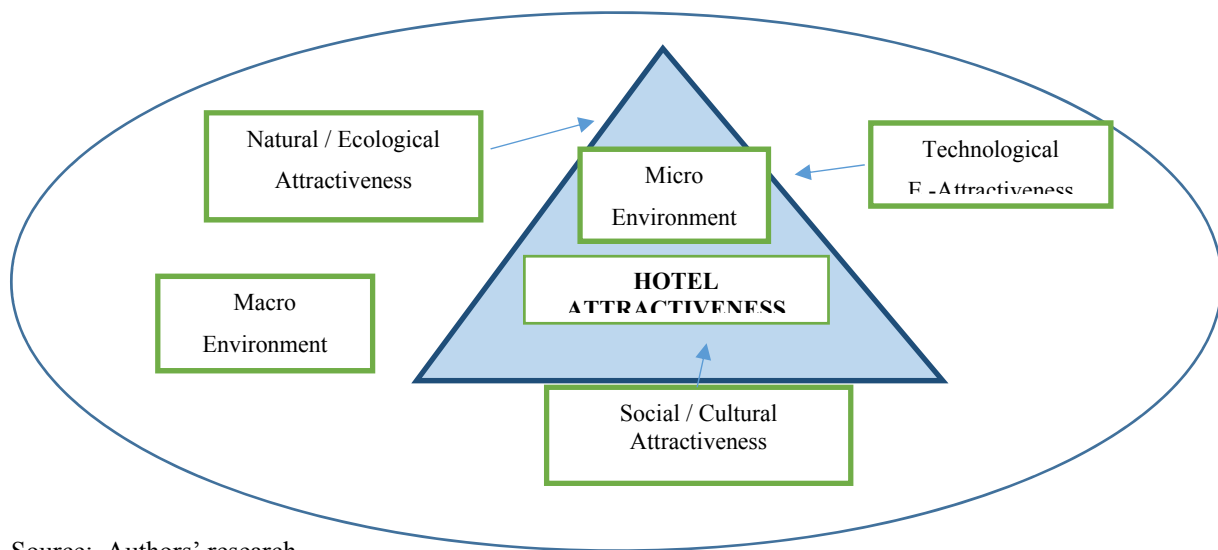 Natural / Ecological
Attractiveness
Technological
E -Attractiveness
Micro
Environment
HOTEL
ATTRACTIVENESS
Macro
Environment
Social / Cultural
Attractiveness
Source: Authors’ research